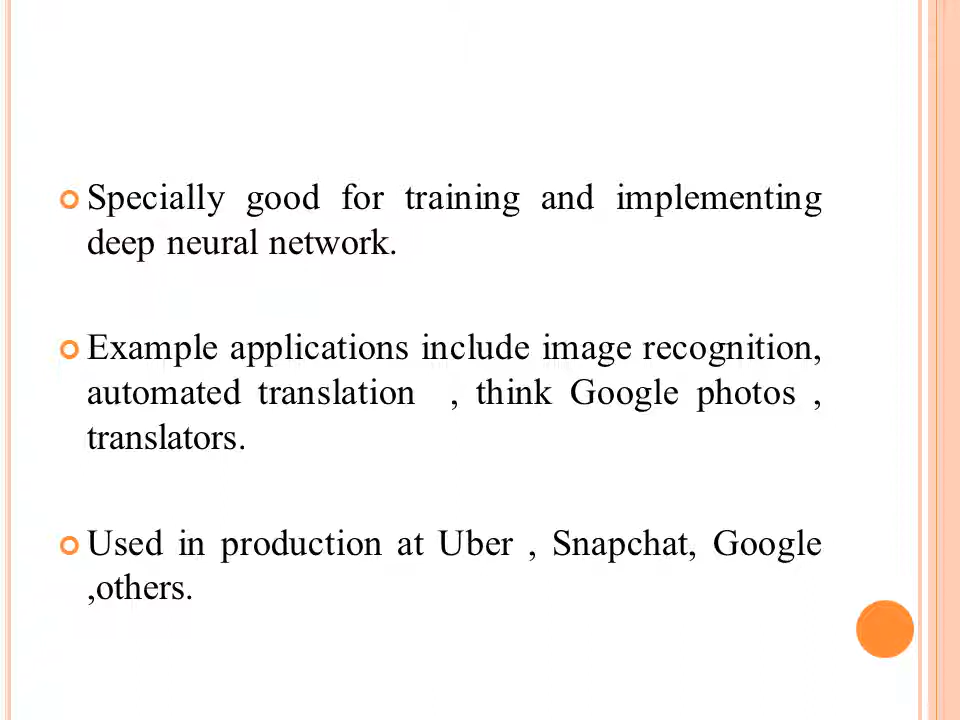 Specially good for training and implementing
deep neural network.
Example applications include image recognition,
automated translation , think Google photos ,
translators.
Used in production at Uber , Snapchat, Google
,others.